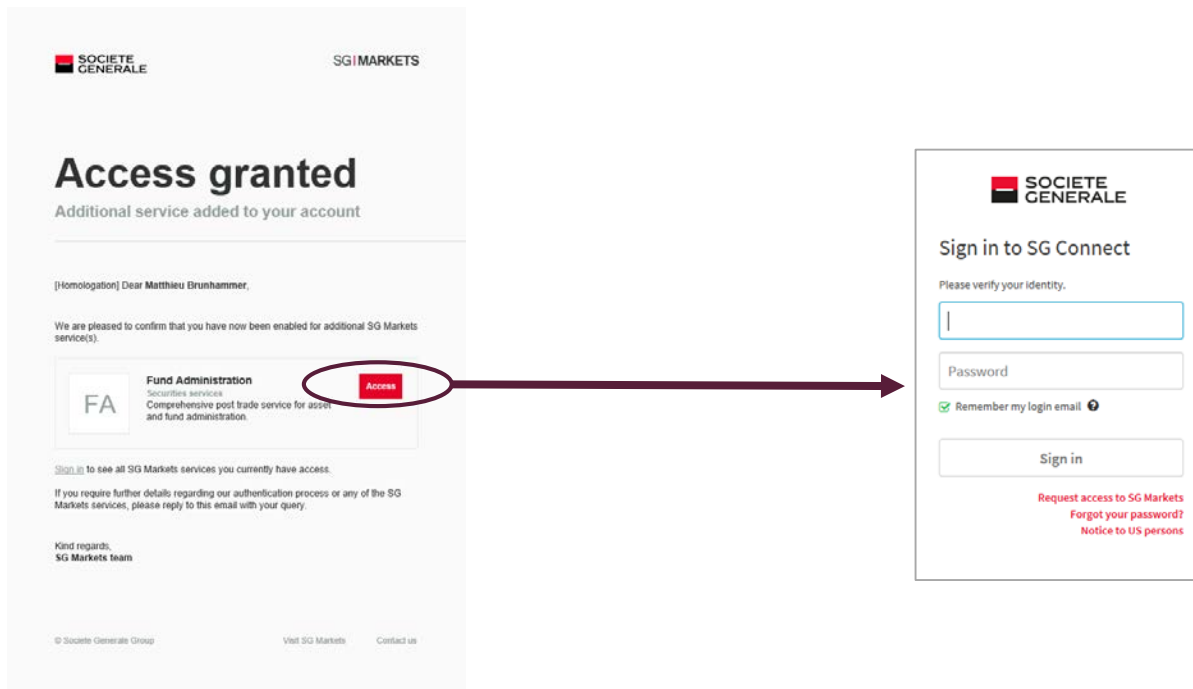 SOCIETE
GENERALE
SG|MARKETS
Access granted
Additional service added to your account
[Homologation] Dear Matthieu Brunhammer,
We are pleased to confirm that you have now been enabled for additional SG Markets
service(s).
FA
Fund Administration
Securities services
Comprehensive post trade service for asset
and fund administration.
Access
Sign in to see all SG Markets services you currently have access.
If you require further details regarding our authentication process or any of the SG
Markets services, please reply to this email with your query.
Kind regards,
SG Markets team
© Societe Generale Group
Visit SG Markets
Contact us
SOCIETE
GENERALE
Sign in to SG Connect
Please verify your identity.
Password
Remember my login email ?
Sign in
Request access to SG Markets
Forgot your password?
Notice to US persons